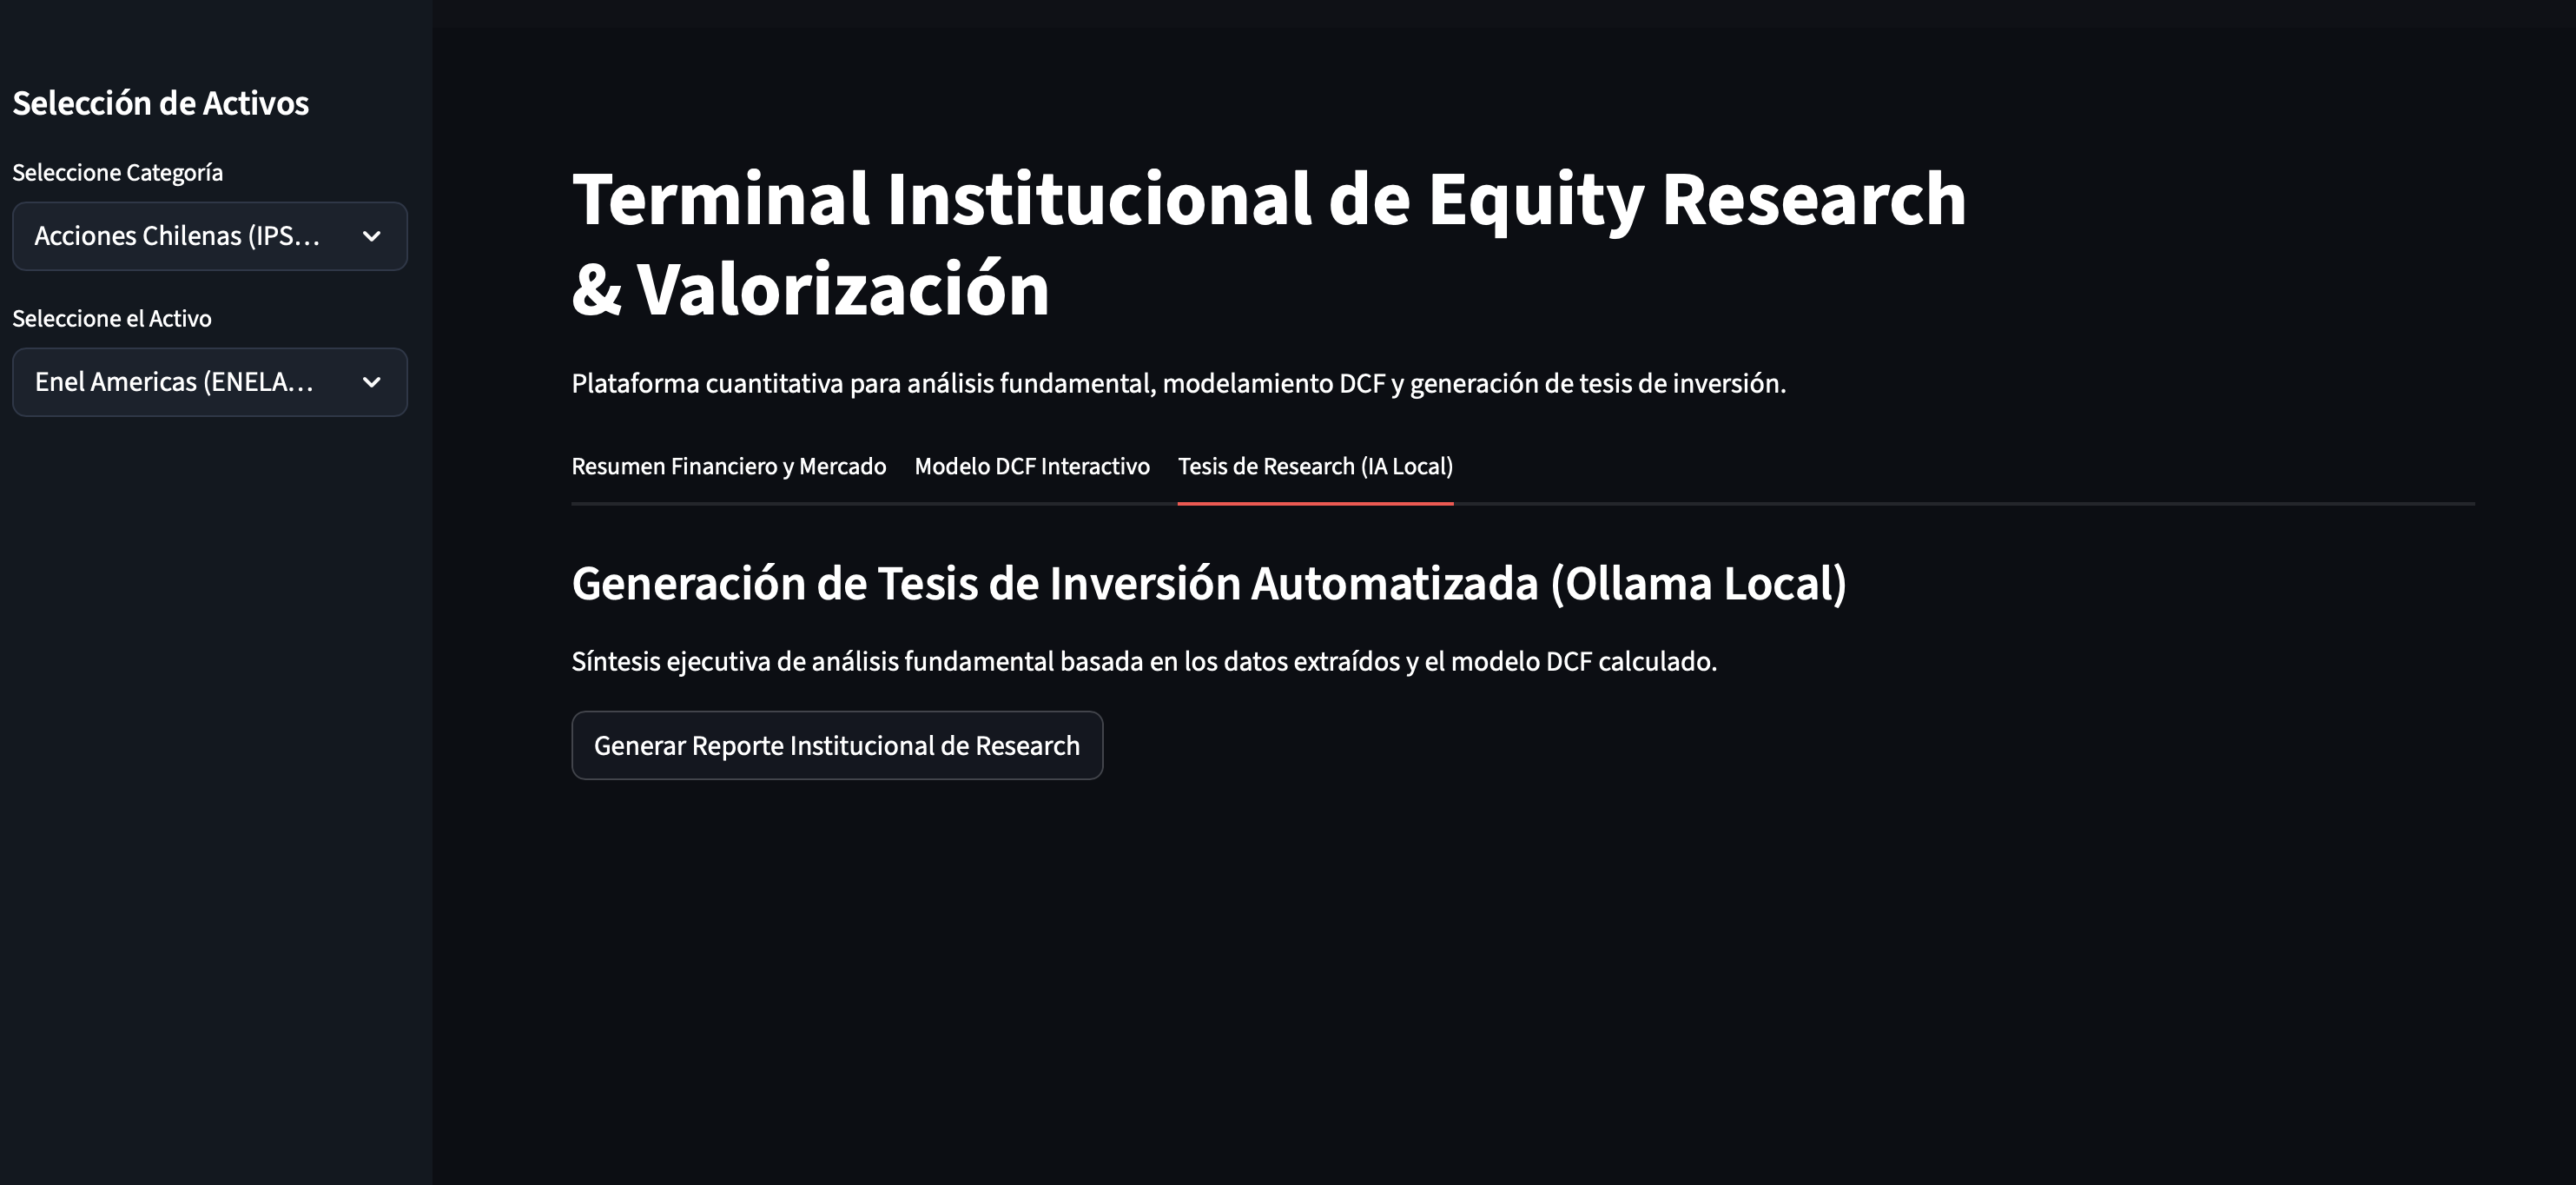 Selección de Activos
Seleccione Categoría
Acciones Chilenas (IPS...
Seleccione el Activo
Enel Americas (ENELA...
Terminal Institucional de Equity Research
& Valorización
Plataforma cuantitativa para análisis fundamental, modelamiento DCF y generación de tesis de inversión.
Resumen Financiero y Mercado
Modelo DCF Interactivo
Tesis de Research (IA Local)
Generación de Tesis de Inversión Automatizada (Ollama Local)
Síntesis ejecutiva de análisis fundamental basada en los datos extraídos y el modelo DCF calculado.
Generar Reporte Institucional de Research